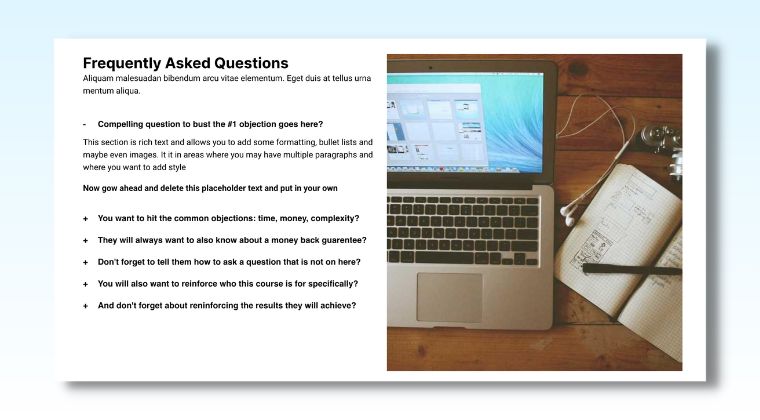 Frequently Asked Questions
Aliquam malesuadan bibendum arcu vitae elementum. Eget duis at tellus urna
mentum aliqua.
- Compelling question to bust the #1 objection goes here?
This section is rich text and allows you to add some formatting, bullet lists and
maybe even images. It it in areas where you may have multiple paragraphs and
where you want to add style
Now gow ahead and delete this placeholder text and put in your own
+ You want to hit the common objections: time, money, complexity?
+ They will always want to also know about a money back guarentee?
+ Don't forget to tell them how to ask a question that is not on here?
+ You will also want to reinforce who this course is for specifically?
+ And don't forget about reninforcing the results they will achieve?